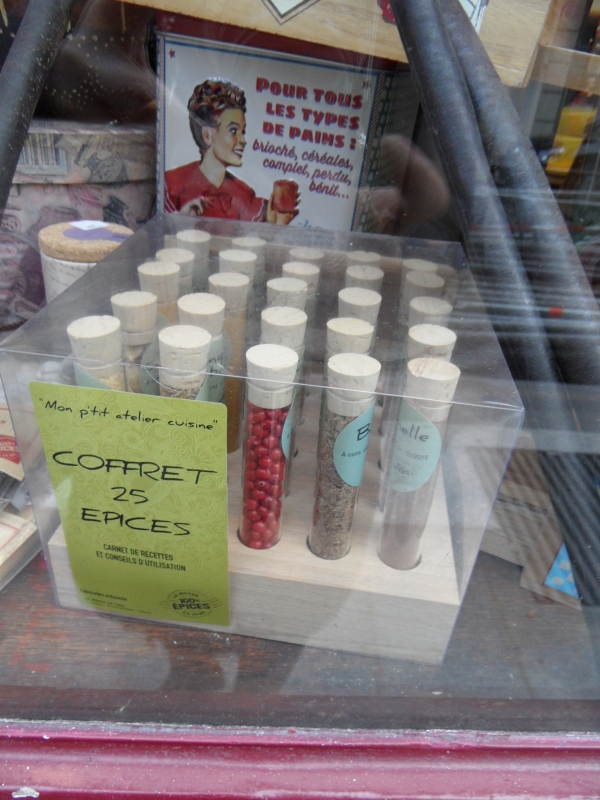 POUR TOUS
LES TYPES
DE PAINS :
brioché, céréales,
complet, perdu,
bénit...
"Mon p'tit atelier cuisine"
COFFRET
25
EPICES
CARNET DE RECETTES
ET CONSEILS D'UTILISATION
100%
EPICES
B
elle